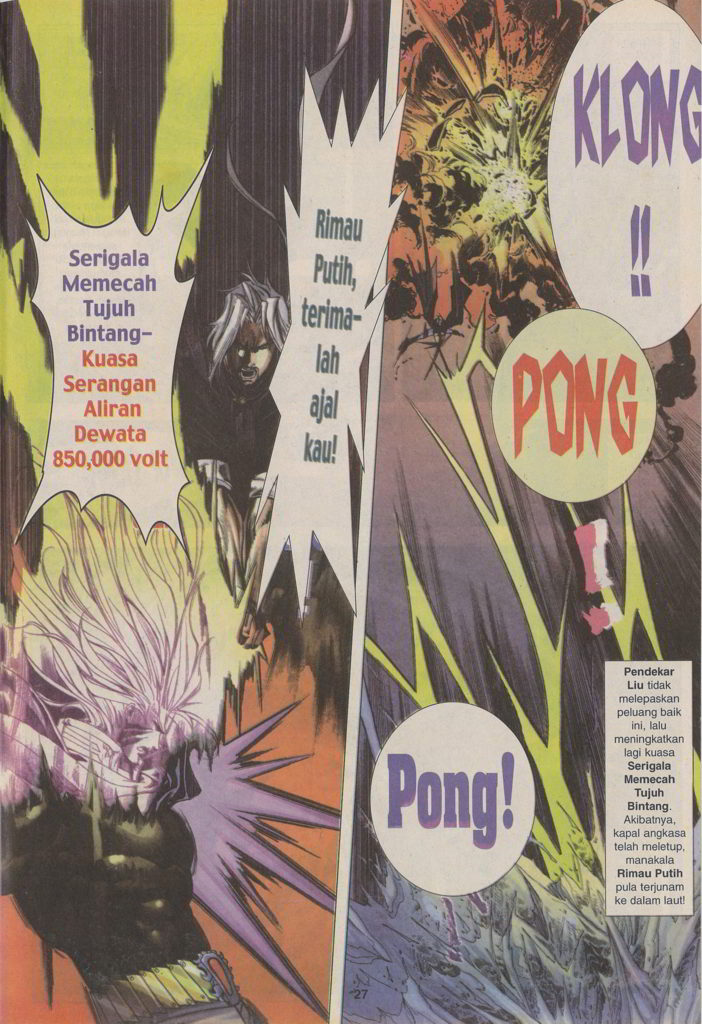 Serigala
Memecah
Tujuh
Bintang–
Kuasa
Serangan
Aliran
Dewata
850,000 volt
Rimau
Putih,
terima-
lah
ajal
kau!
KLONG
!!
PONG
!
Pong!
Pendekar
Liu tidak
melepaskan
peluang baik
ini, lalu
meningkatkan
lagi kuasa
Serigala
Memecah
Tujuh
Bintang.
Akibatnya,
kapal angkasa
telah meletup,
manakala
Rimau Putih
pula terjunam
ke dalam laut!
27